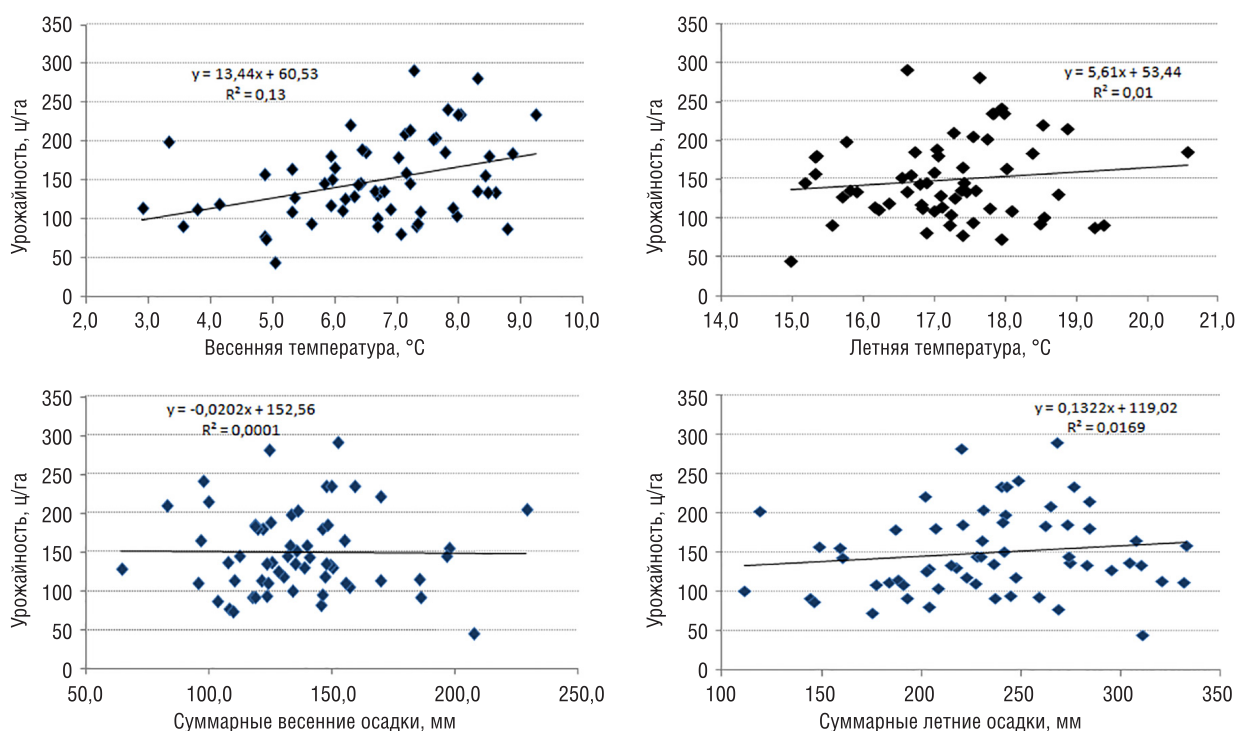 350
300
250
200
150
100
50
0
Урожайность, ц/га
y = 13,44x + 60,53
R² = 0,13
2,0 3,0 4,0 5,0 6,0 7,0 8,0 9,0 10,0
Весенняя температура, °С
350
300
250
200
150
100
50
0
Урожайность, ц/га
y = 5,61x + 53,44
R² = 0,01
14,0 15,0 16,0 17,0 18,0 19,0 20,0 21,0
Летняя температура, °С
350
300
250
200
150
100
50
0
Урожайность, ц/га
y = -0,0202x + 152,56
R² = 0,0001
50,0 100,0 150,0 200,0 250,0
Суммарные весенние осадки, мм
350
300
250
200
150
100
50
0
Урожайность, ц/га
y = 0,1322x + 119,02
R² = 0,0169
100 150 200 250 300 350
Суммарные летние осадки, мм